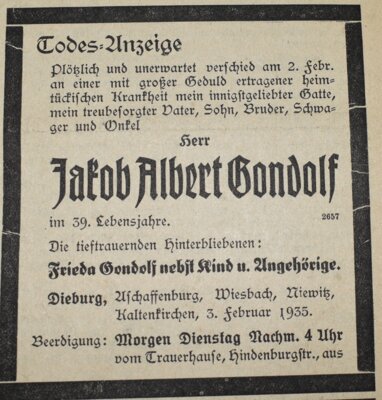 Todes-Anzeige
Plötzlich und unerwartet verschied am 2. Febr.
an einer mit großer Geduld ertragener heim-
tückischen Krankheit mein innigstgeliebter Gatte,
mein treubesorgter Vater, Sohn, Bruder, Schwa-
ger und Onkel
Herr
Jakob Albert Gondolf
im 39. Lebensjahre.
2657
Die tieftrauernden Hinterbliebenen:
Frieda Gondolf nebst Kind u. Angehörige.
Dieburg, Aschaffenburg, Wiesbach, Niewitz,
Kaltenkirchen, 3. Februar 1935.
Beerdigung: Morgen Dienstag Nachm. 4 Uhr
vom Trauerhause, Hindenburgstr., aus